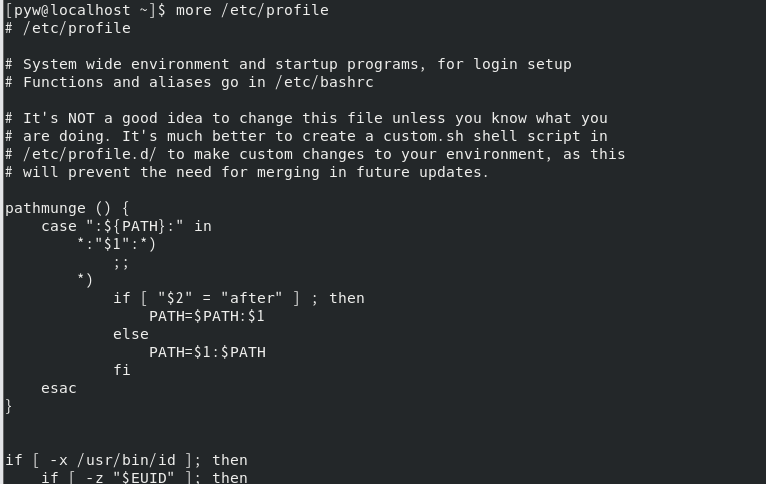 [pyw@localhost ~]$ more /etc/profile
# /etc/profile

# System wide environment and startup programs, for login setup
# Functions and aliases go in /etc/bashrc

# It's NOT a good idea to change this file unless you know what you
# are doing. It's much better to create a custom.sh shell script in
# /etc/profile.d/ to make custom changes to your environment, as this
# will prevent the need for merging in future updates.

pathmunge () {
    case ":${PATH}:" in
        *:"$1":*)
            ;;
        *)
            if [ "$2" = "after" ] ; then
                PATH=$PATH:$1
            else
                PATH=$1:$PATH
            fi
    esac
}


if [ -x /usr/bin/id ]; then
    if [ -z "$EUID" ]; then